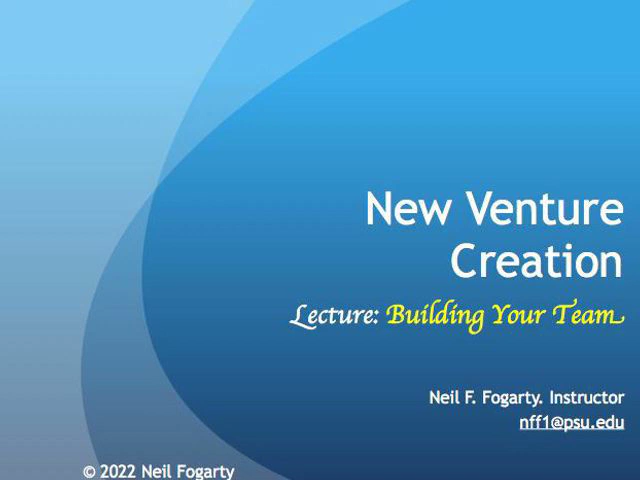 New Venture
Creation
Lecture: Building Your Team
Neil F. Fogarty. Instructor
nff1@psu.edu
© 2022 Neil Fogarty